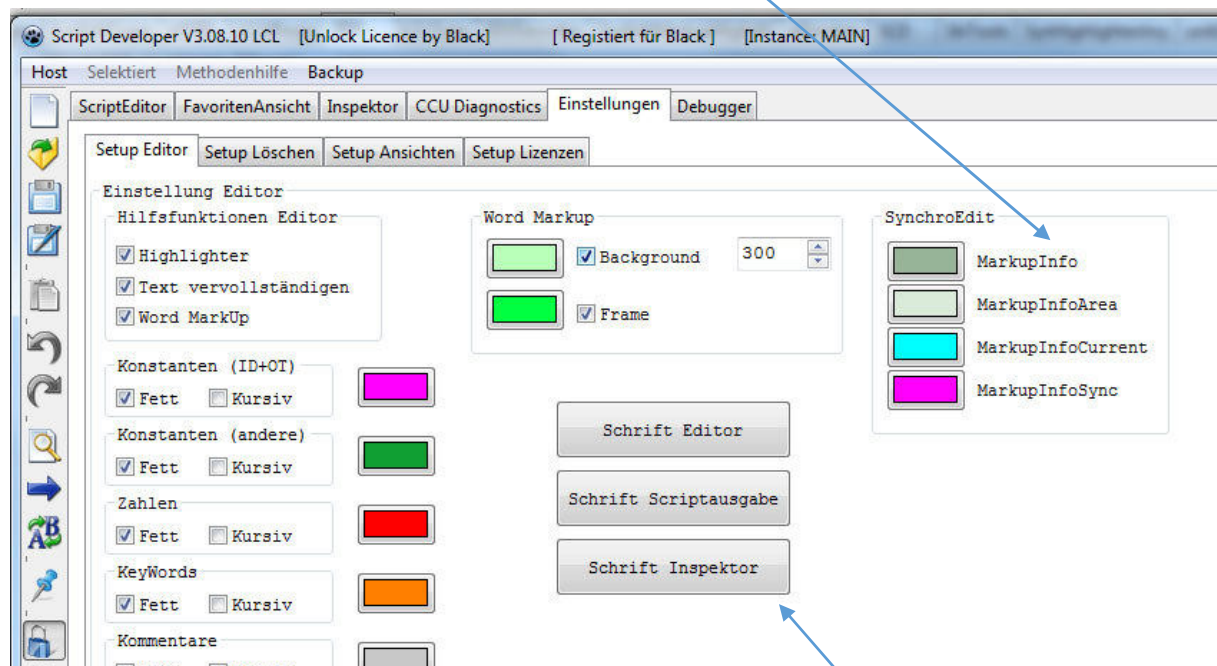 Script Developer V3.08.10 LCL [Unlock Licence by Black] [ Registiert für Black ] [Instance: MAIN]
Host Selektiert Methodenhilfe Backup
ScriptEditor FavoritenAnsicht Inspektor CCU Diagnostics Einstellungen Debugger
Setup Editor Setup Löschen Setup Ansichten Setup Lizenzen
Einstellung Editor
Hilfsfunktionen Editor
Highlighter
Text vervollständigen
Word MarkUp
Word Markup
Background 300
Frame
SynchroEdit
MarkupInfo
MarkupInfoArea
MarkupInfoCurrent
MarkupInfoSync
Konstanten (ID+OT)
Fett Kursiv
Konstanten (andere)
Fett Kursiv
Zahlen
Fett Kursiv
KeyWords
Fett Kursiv
Kommentare
Schrift Editor
Schrift Scriptausgabe
Schrift Inspektor